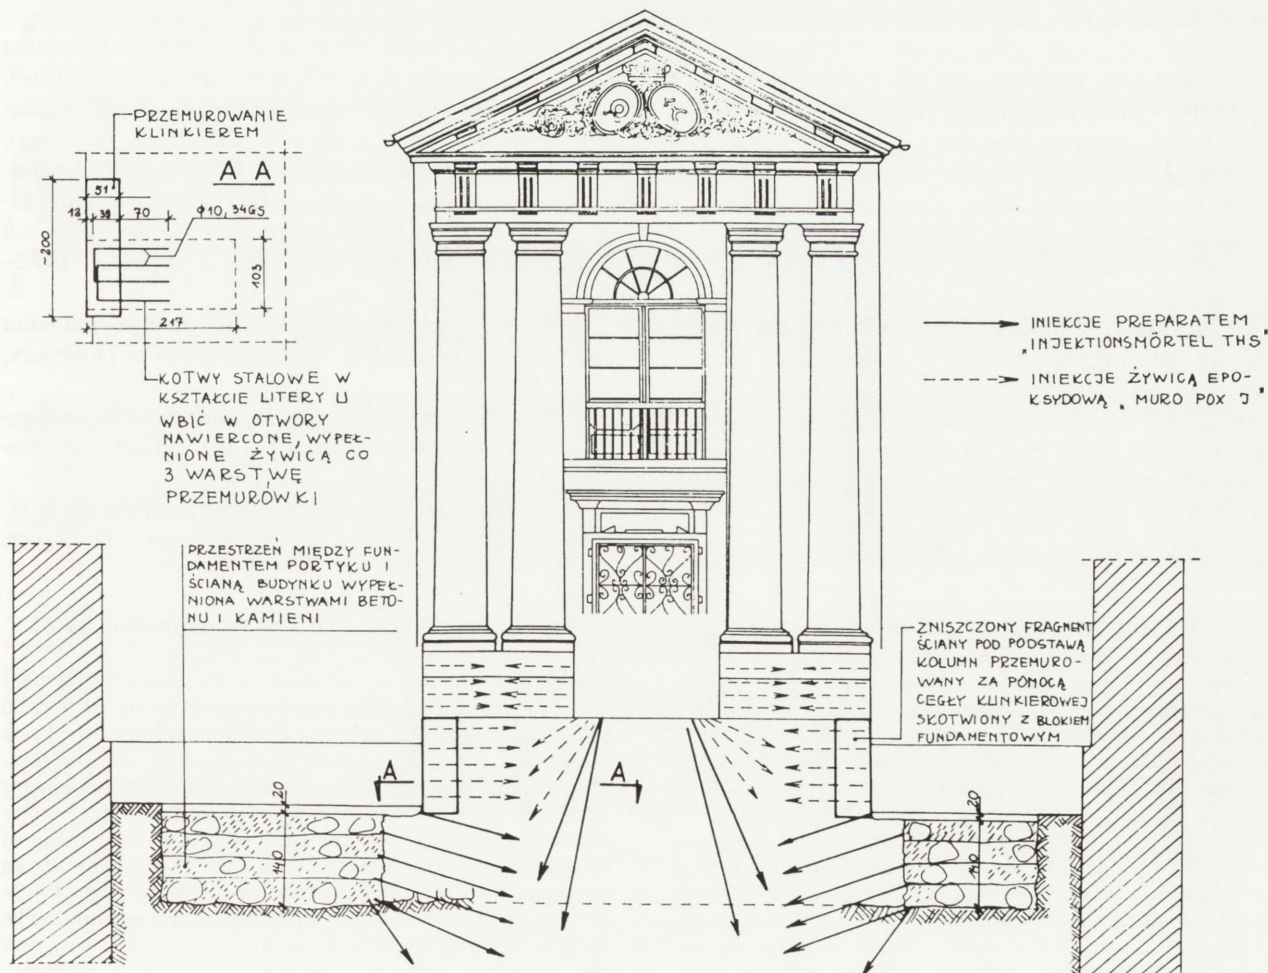 PRZEMUROWANIE
KLINKIEREM
A A
51
12
39
70
Φ10, 34GS
~200
103
217
KOTWY STALOWE W
KSZTAŁCIE LITERY U
WBIĆ W OTWORY
NAWIERCONE, WYPEŁ-
NIONE ŻYWICĄ CO
3 WARSTWĘ
PRZEMURÓWKI
INIEKCJE PREPARATEM
„INJEKTIONSMÖRTEL THS"
INIEKCJE ŻYWICĄ EPO-
KSYDOWĄ „MURO POX J"
PRZESTRZEŃ MIĘDZY FUN-
DAMENTEM PORTYKU I
ŚCIANĄ BUDYNKU WYPEŁ-
NIONA WARSTWAMI BETO-
NU I KAMIENI
ZNISZCZONY FRAGMENT
ŚCIANY POD PODSTAWĄ
KOLUMN PRZEMURO-
WANY ZA POMOCĄ
CEGŁY KLINKIEROWEJ
SKOTWIONY Z BLOKIEM
FUNDAMENTOWYM
A
A
20
140
20
140